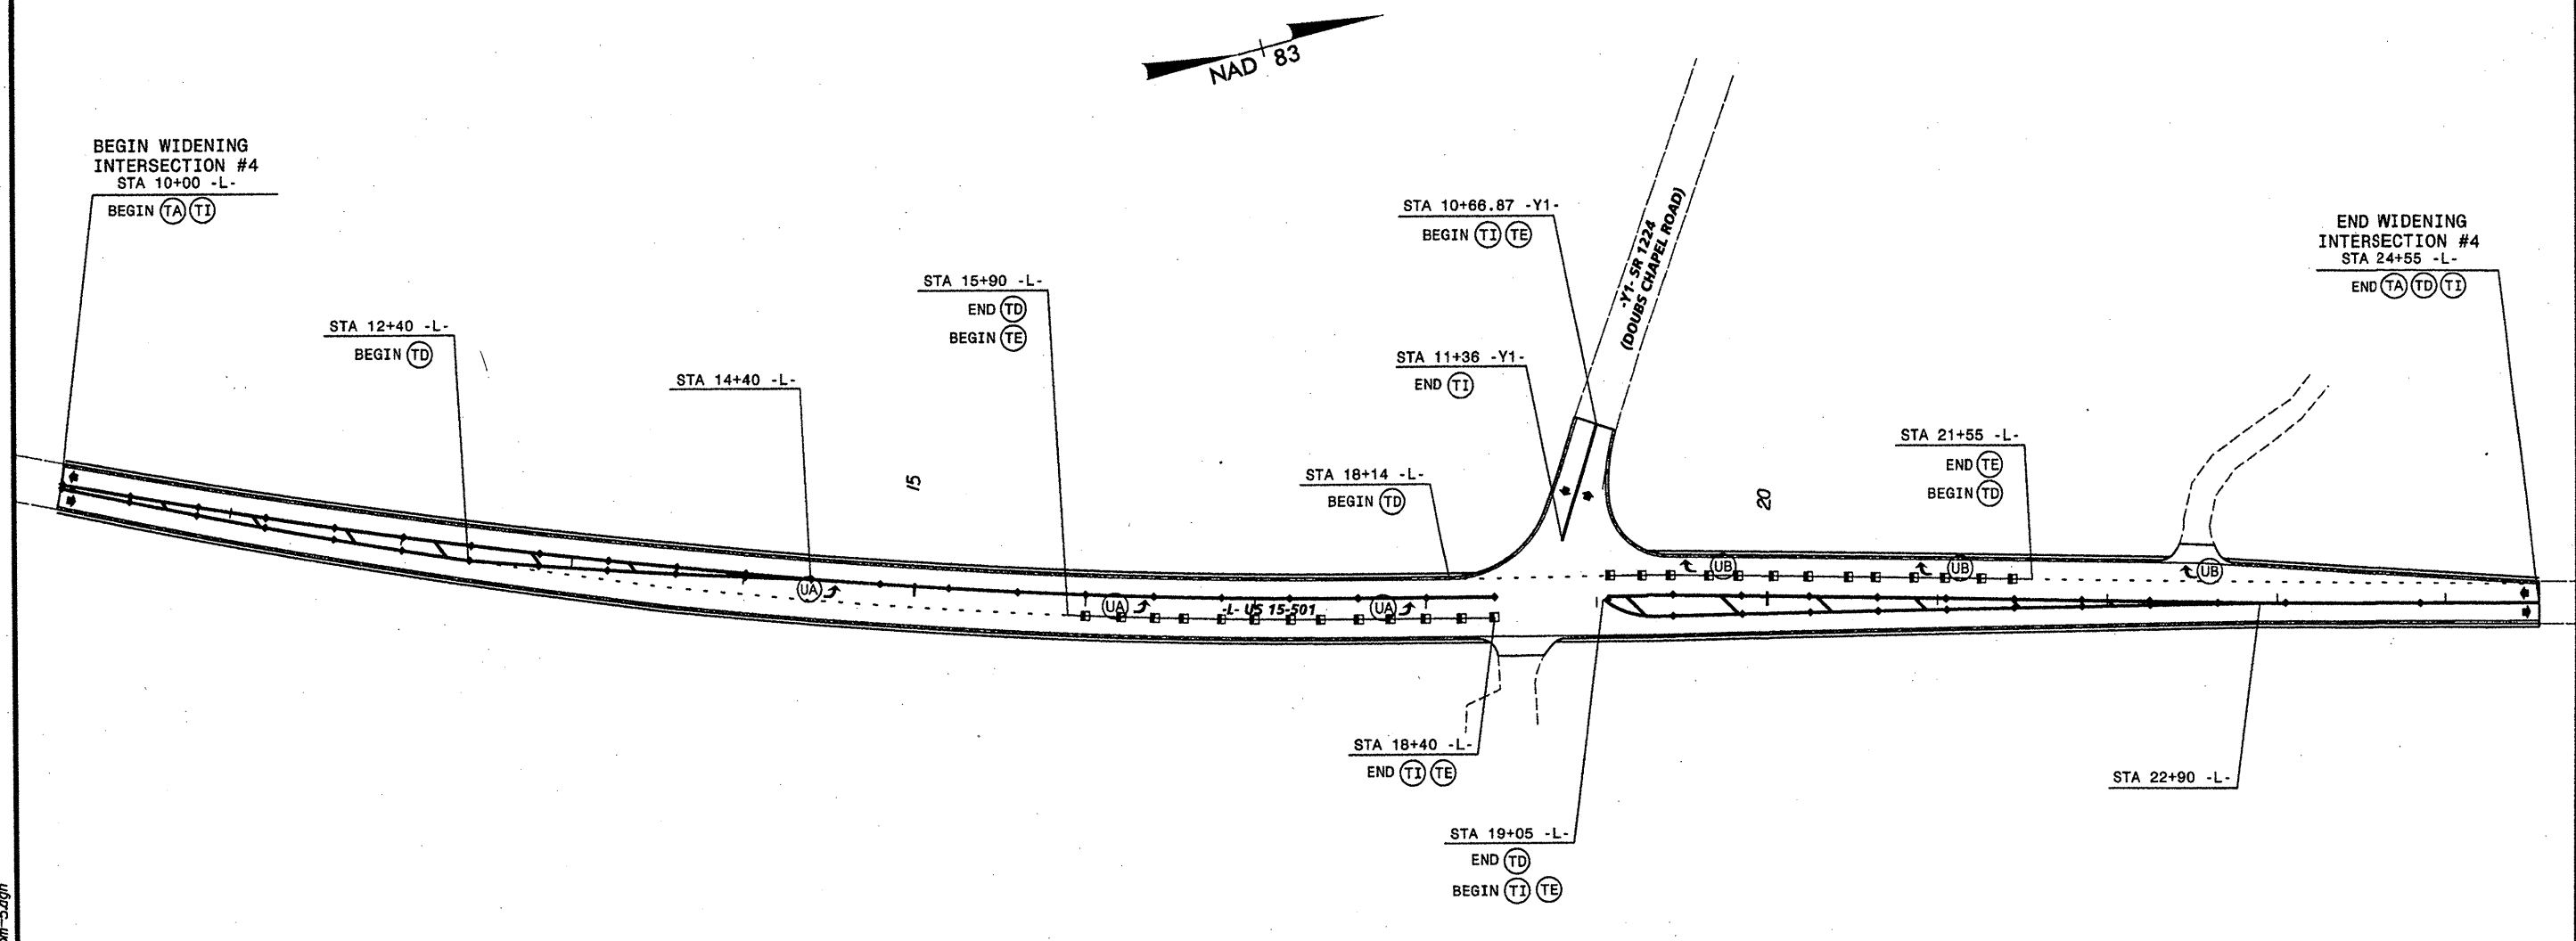 NAD 83
BEGIN WIDENING
INTERSECTION #4
STA 10+00 -L-
BEGIN TA TI
STA 12+40 -L-
BEGIN TD
STA 14+40 -L-
STA 15+90 -L-
END TD
BEGIN TE
STA 10+66.87 -Y1-
BEGIN TI TE
STA 11+36 -Y1-
END TI
STA 18+14 -L-
BEGIN TD
-Y1- SR 1224
(DOUBS CHAPEL ROAD)
STA 21+55 -L-
END TE
BEGIN TD
END WIDENING
INTERSECTION #4
STA 24+55 -L-
END TA TD TI
15
20
UA
UA
-L- US 15-501
UA
UB
UB
UB
STA 18+40 -L-
END TI TE
STA 19+05 -L-
END TD
BEGIN TI TE
STA 22+90 -L-